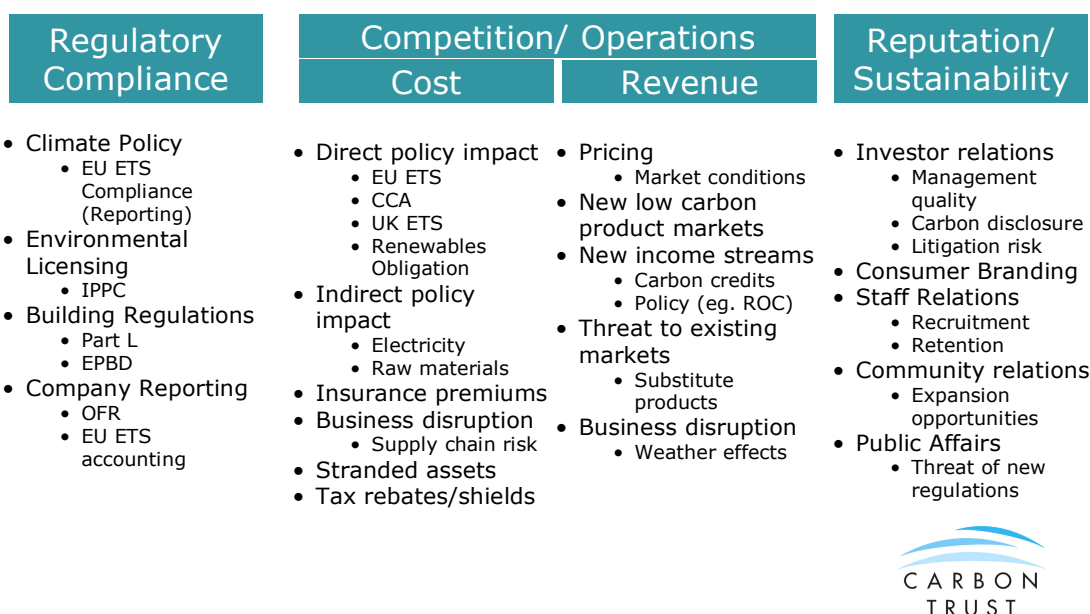 Regulatory
Compliance
Competition/ Operations
Cost
Revenue
Reputation/
Sustainability
• Climate Policy
• EU ETS
Compliance
(Reporting)
• Environmental
Licensing
• IPPC
• Building Regulations
• Part L
• EPBD
• Company Reporting
• OFR
• EU ETS
accounting
• Direct policy impact
• EU ETS
• CCA
• UK ETS
• Renewables
Obligation
• Indirect policy
impact
• Electricity
• Raw materials
• Insurance premiums
• Business disruption
• Supply chain risk
• Stranded assets
• Tax rebates/shields
• Pricing
• Market conditions
• New low carbon
product markets
• New income streams
• Carbon credits
• Policy (eg. ROC)
• Threat to existing
markets
• Substitute
products
• Business disruption
• Weather effects
• Investor relations
• Management
quality
• Carbon disclosure
• Litigation risk
• Consumer Branding
• Staff Relations
• Recruitment
• Retention
• Community relations
• Expansion
opportunities
• Public Affairs
• Threat of new
regulations
CARBON
TRUST